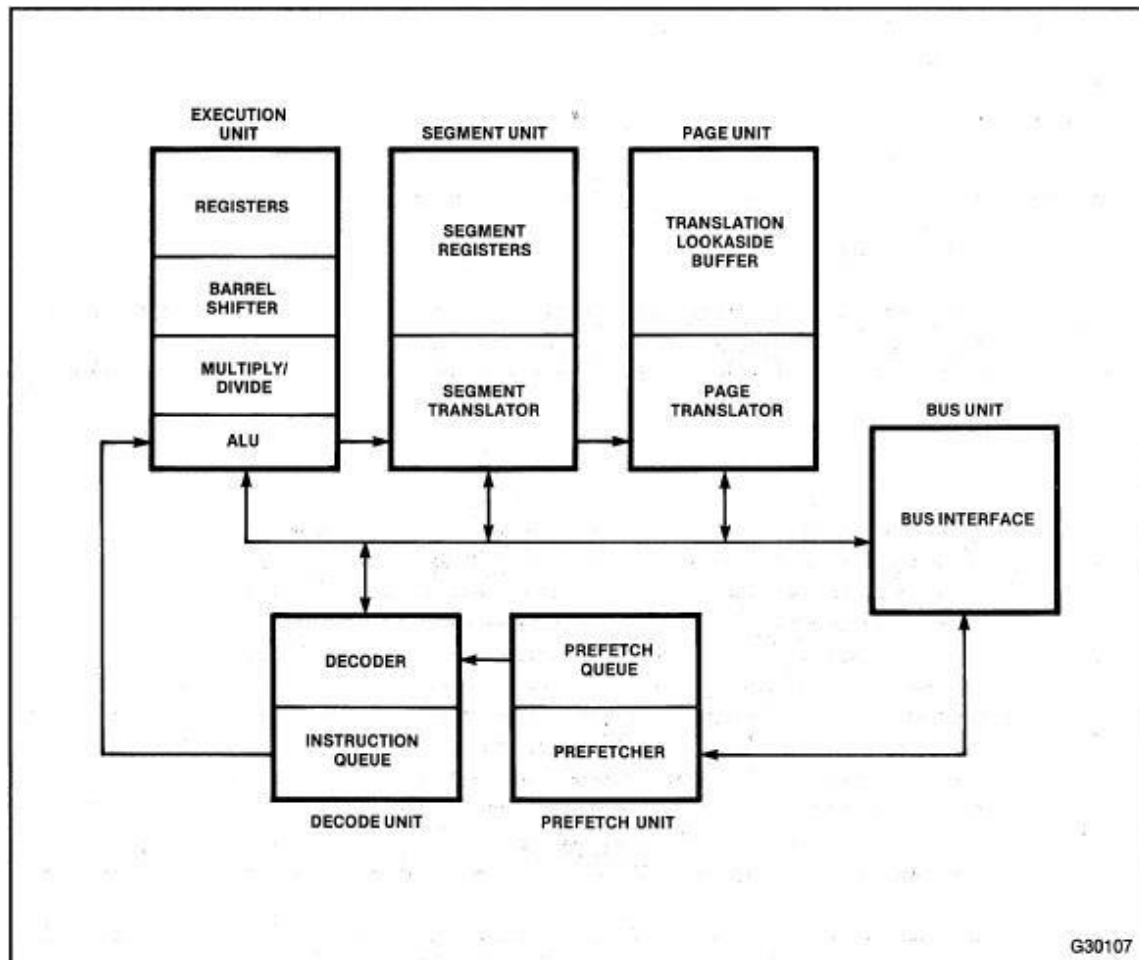 EXECUTION
UNIT
REGISTERS
BARREL
SHIFTER
MULTIPLY/
DIVIDE
ALU
SEGMENT UNIT
SEGMENT
REGISTERS
SEGMENT
TRANSLATOR
PAGE UNIT
TRANSLATION
LOOKASIDE
BUFFER
PAGE
TRANSLATOR
BUS UNIT
BUS INTERFACE
DECODER
INSTRUCTION
QUEUE
DECODE UNIT
PREFETCH
QUEUE
PREFETCHER
PREFETCH UNIT
G30107